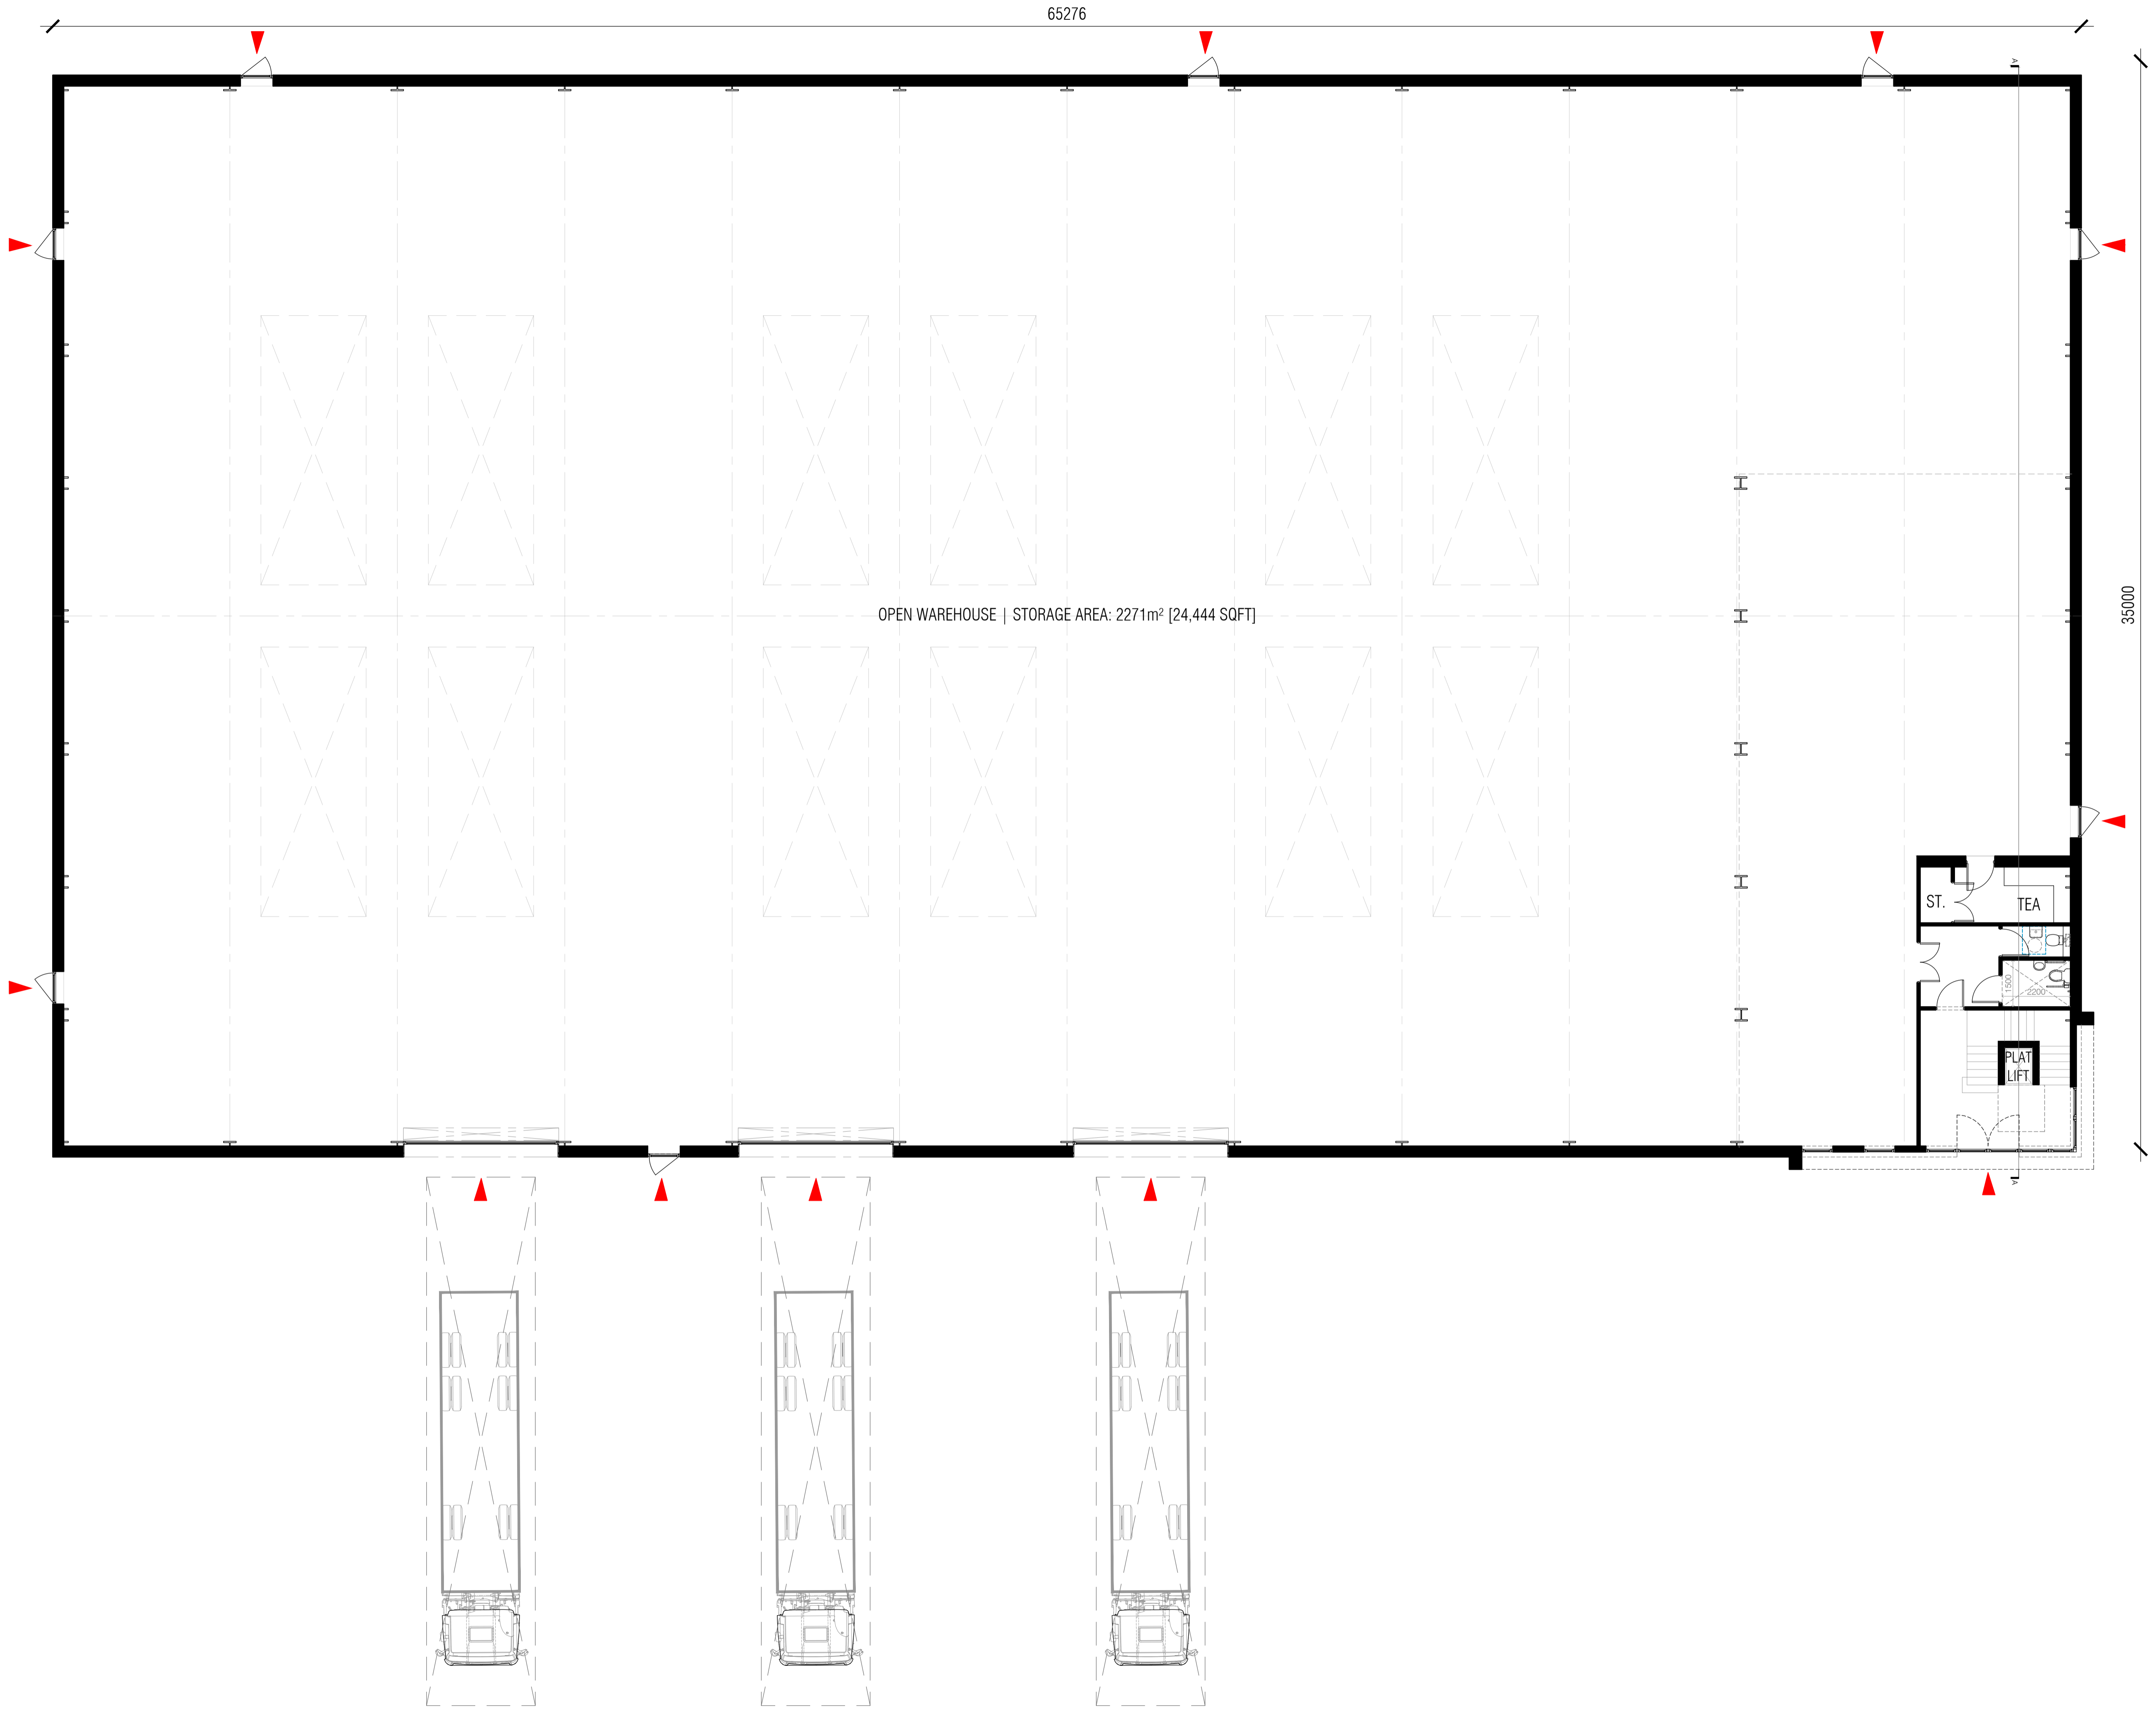 65276
A
35000
OPEN WAREHOUSE | STORAGE AREA: 2271m² [24,444 SQFT]
ST.
TEA
1500
2200
PLAT
LIFT
A